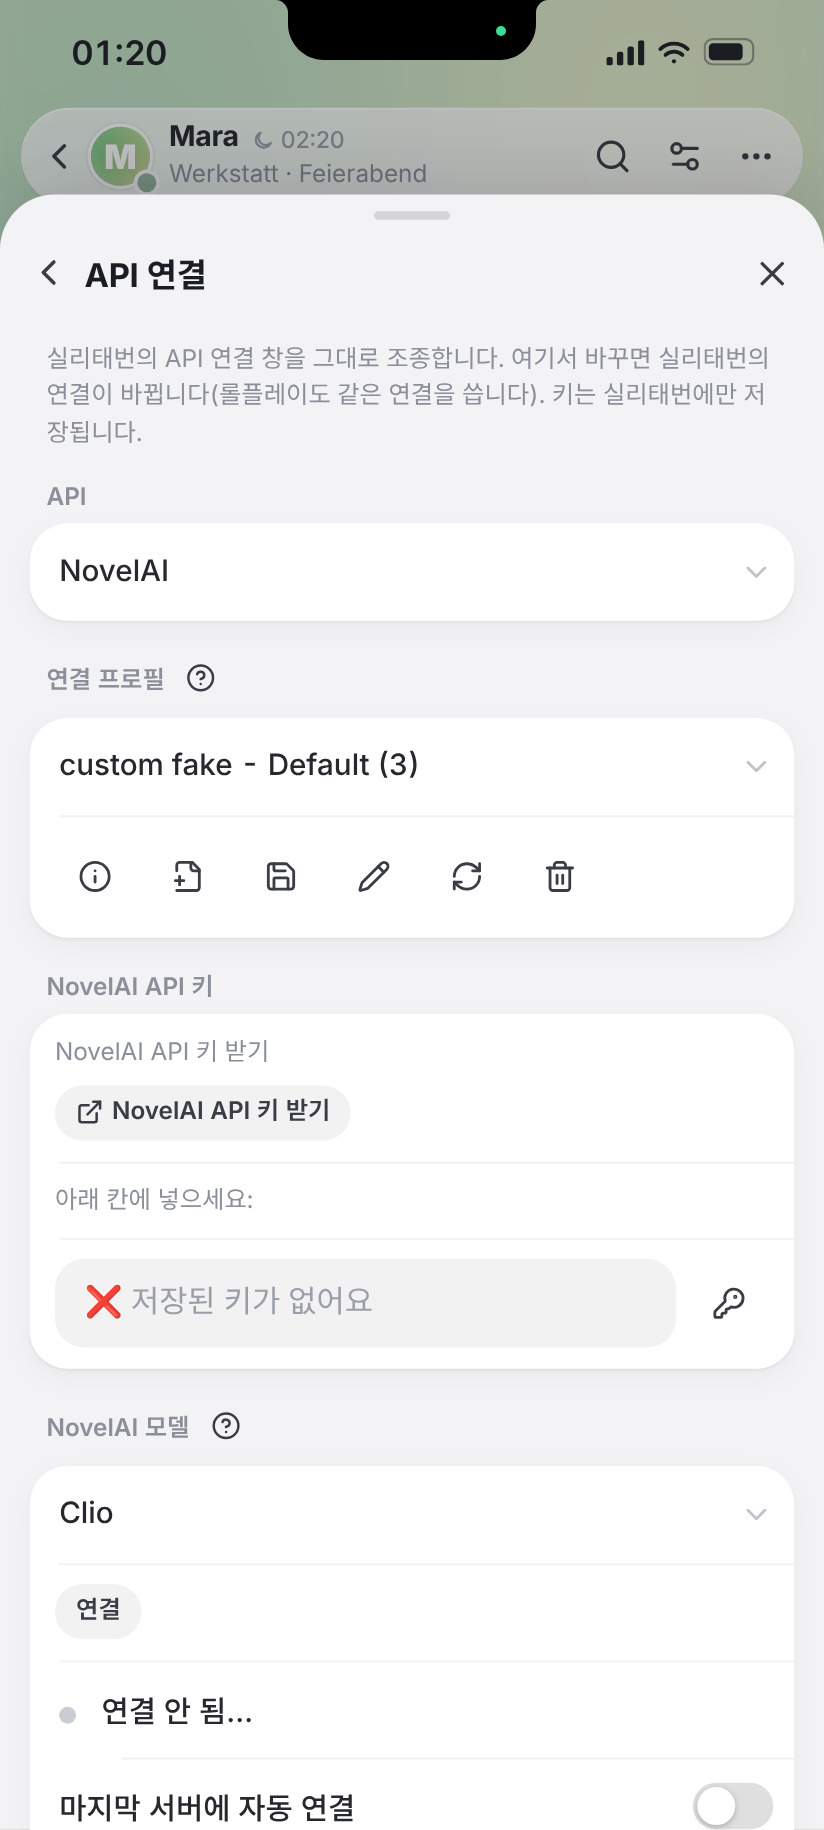 01:20
Mara 02:20
Werkstatt · Feierabend
API 연결
실리태번의 API 연결 창을 그대로 조종합니다. 여기서 바꾸면 실리태번의
연결이 바뀝니다(롤플레이도 같은 연결을 씁니다). 키는 실리태번에만 저
장됩니다.
API
NovelAI
연결 프로필
custom fake - Default (3)
NovelAI API 키
NovelAI API 키 받기
NovelAI API 키 받기
아래 칸에 넣으세요:
❌ 저장된 키가 없어요
NovelAI 모델
Clio
연결
연결 안 됨...
마지막 서버에 자동 연결